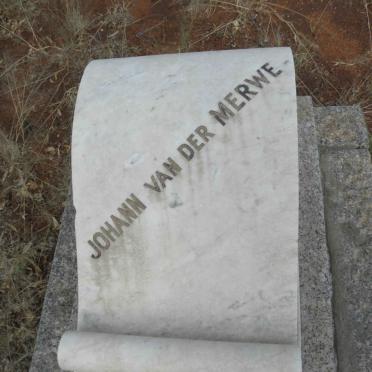 JOHANN VAN DER MERWE